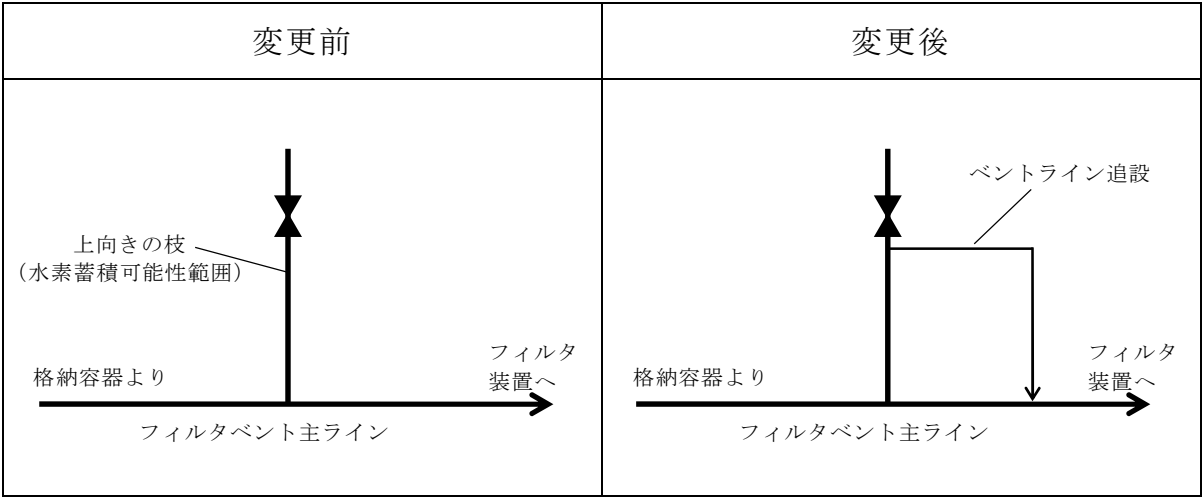 変更前
変更後
上向きの枝
（水素蓄積可能性範囲）
格納容器より
フィルタ
装置へ
フィルタベント主ライン
ベントライン追設
格納容器より
フィルタ
装置へ
フィルタベント主ライン